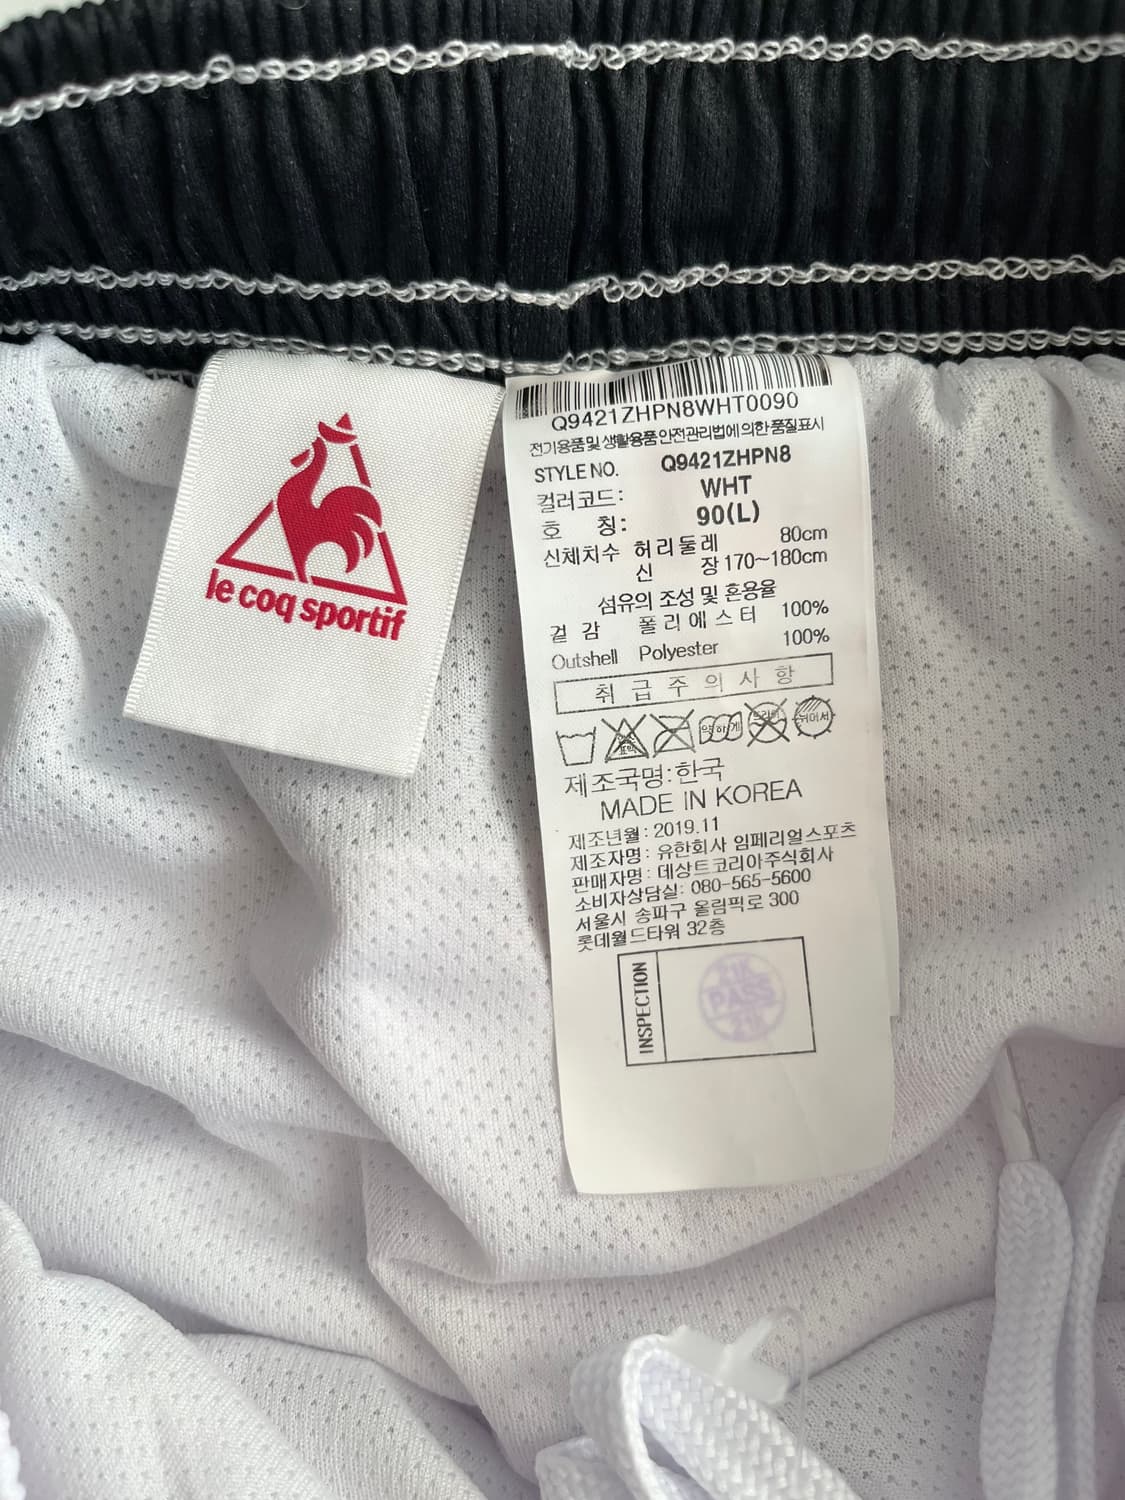 le coq sportif
Q9421ZHPN8WHT0090
전기용품 및 생활용품 안전관리법에 의한 품질표시
STYLE NO. Q9421ZHPN8
컬러코드: WHT
호 칭: 90(L)
신체치수 허리둘레 80cm
신 장 170~180cm
섬유의 조성 및 혼용율
겉 감 폴리에스터 100%
Outshell Polyester 100%
취급주의사항
약하게
뉘어서
제조국명:한국
MADE IN KOREA
제조년월: 2019.11
제조자명: 유한회사 임페리얼스포츠
판매자명: 데상트코리아주식회사
소비자상담실: 080-565-5600
서울시 송파구 올림픽로 300
롯데월드타워 32층
INSPECTION
PASS